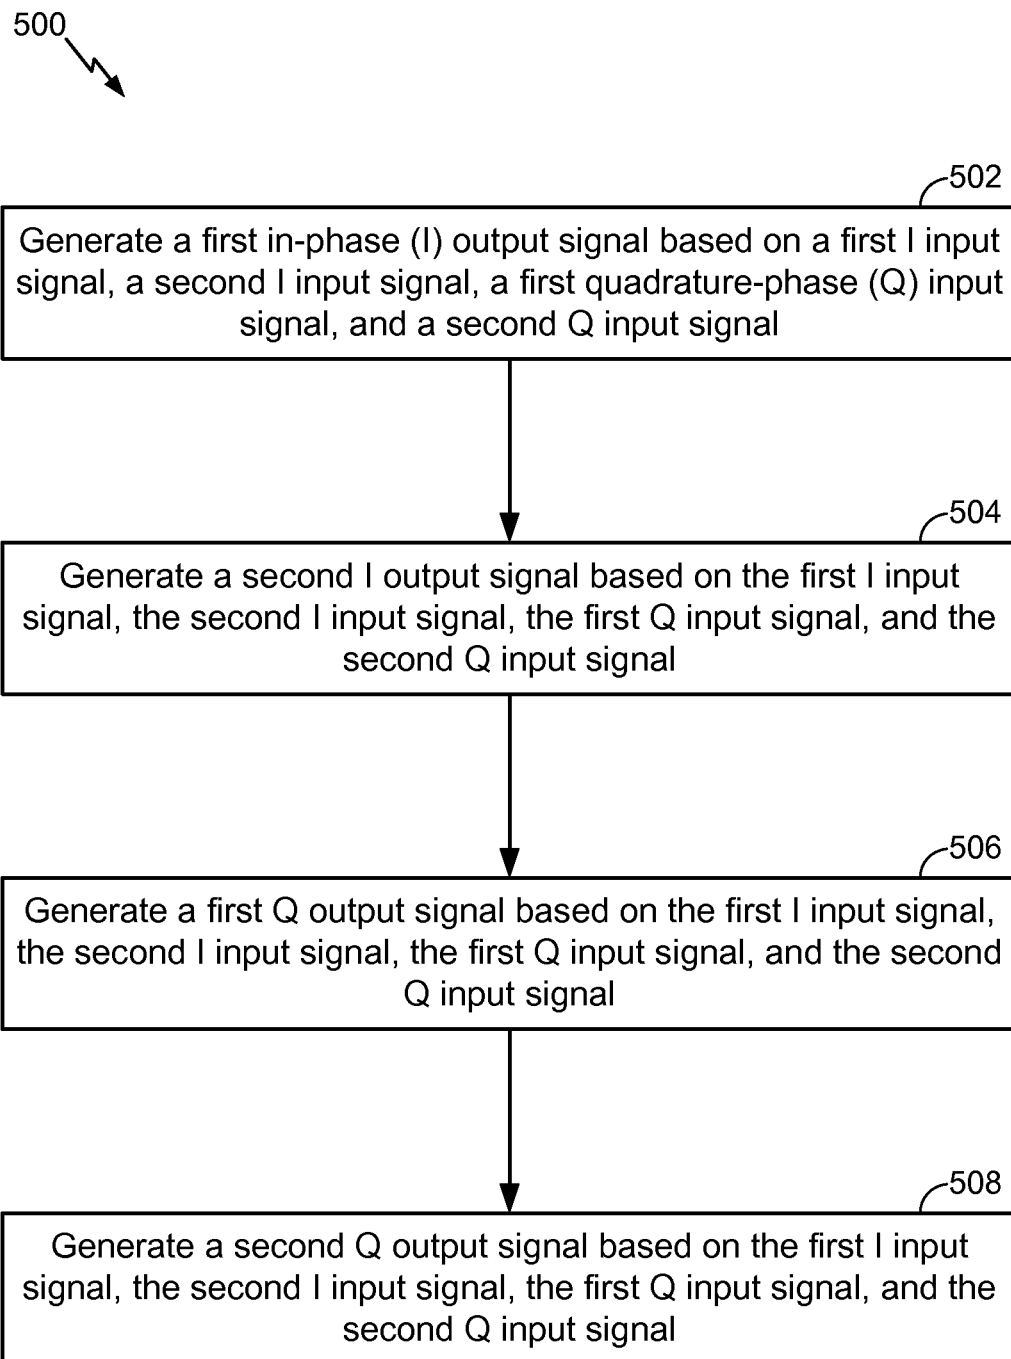 500
502
Generate a first in-phase (I) output signal based on a first I input
signal, a second I input signal, a first quadrature-phase (Q) input
signal, and a second Q input signal
504
Generate a second I output signal based on the first I input
signal, the second I input signal, the first Q input signal, and the
second Q input signal
506
Generate a first Q output signal based on the first I input signal,
the second I input signal, the first Q input signal, and the second
Q input signal
508
Generate a second Q output signal based on the first I input
signal, the second I input signal, the first Q input signal, and the
second Q input signal